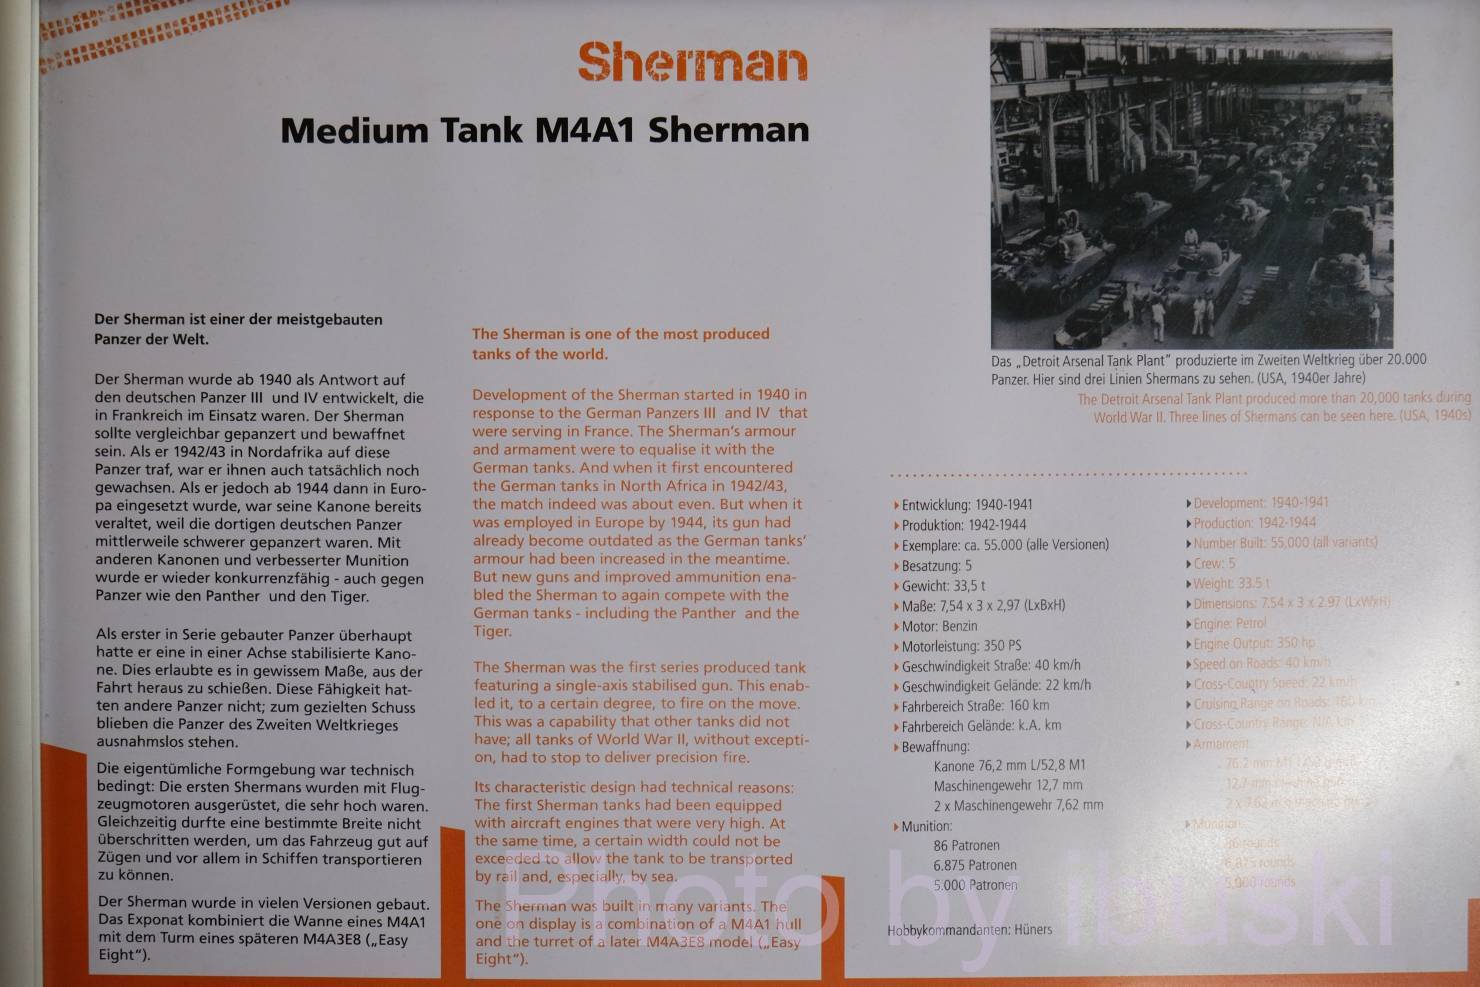 Sherman
Medium Tank M4A1 Sherman
Der Sherman ist einer der meistgebauten
Panzer der Welt.
Der Sherman wurde ab 1940 als Antwort auf
den deutschen Panzer III und IV entwickelt, die
in Frankreich im Einsatz waren. Der Sherman
sollte vergleichbar gepanzert und bewaffnet
sein. Als er 1942/43 in Nordafrika auf diese
Panzer traf, war er ihnen auch tatsächlich noch
gewachsen. Als er jedoch ab 1944 dann in Euro-
pa eingesetzt wurde, war seine Kanone bereits
veraltet, weil die dortigen deutschen Panzer
mittlerweile schwerer gepanzert waren. Mit
anderen Kanonen und verbesserter Munition
wurde er wieder konkurrenzfähig - auch gegen
Panzer wie den Panther und den Tiger.
Als erster in Serie gebauter Panzer überhaupt
hatte er eine in einer Achse stabilisierte Kano-
ne. Dies erlaubte es in gewissem Maße, aus der
Fahrt heraus zu schießen. Diese Fähigkeit hat-
ten andere Panzer nicht; zum gezielten Schuss
blieben die Panzer des Zweiten Weltkrieges
ausnahmslos stehen.
Die eigentümliche Formgebung war technisch
bedingt: Die ersten Shermans wurden mit Flug-
zeugmotoren ausgerüstet, die sehr hoch waren.
Gleichzeitig durfte eine bestimmte Breite nicht
überschritten werden, um das Fahrzeug gut auf
Zügen und vor allem in Schiffen transportieren
zu können.
Der Sherman wurde in vielen Versionen gebaut.
Das Exponat kombiniert die Wanne eines M4A1
mit dem Turm eines späteren M4A3E8 („Easy
Eight“).
The Sherman is one of the most produced
tanks of the world.
Development of the Sherman started in 1940 in
response to the German Panzers III and IV that
were serving in France. The Sherman's armour
and armament were to equalise it with the
German tanks. And when it first encountered
the German tanks in North Africa in 1942/43,
the match indeed was about even. But when it
was employed in Europe by 1944, its gun had
already become outdated as the German tanks'
armour had been increased in the meantime.
But new guns and improved ammunition ena-
bled the Sherman to again compete with the
German tanks - including the Panther and the
Tiger.
The Sherman was the first series produced tank
featuring a single-axis stabilised gun. This enab-
led it, to a certain degree, to fire on the move.
This was a capability that other tanks did not
have; all tanks of World War II, without excepti-
on, had to stop to deliver precision fire.
Its characteristic design had technical reasons:
The first Sherman tanks had been equipped
with aircraft engines that were very high. At
the same time, a certain width could not be
exceeded to allow the tank to be transported
by rail and, especially, by sea.
The Sherman was built in many variants. The
one on display is a combination of a M4A1 hull
and the turret of a later M4A3E8 model („Easy
Eight“).
Das „Detroit Arsenal Tank Plant“ produzierte im Zweiten Weltkrieg über 20.000
Panzer. Hier sind drei Linien Shermans zu sehen. (USA, 1940er Jahre)
The Detroit Arsenal Tank Plant produced more than 20,000 tanks during
World War II. Three lines of Shermans can be seen here. (USA, 1940s)
Entwicklung: 1940-1941
Produktion: 1942-1944
Exemplare: ca. 55.000 (alle Versionen)
Besatzung: 5
Gewicht: 33,5 t
Maße: 7,54 x 3 x 2,97 (LxBxH)
Motor: Benzin
Motorleistung: 350 PS
Geschwindigkeit Straße: 40 km/h
Geschwindigkeit Gelände: 22 km/h
Fahrbereich Straße: 160 km
Fahrbereich Gelände: k.A. km
Bewaffnung:
Kanone 76,2 mm L/52,8 M1
Maschinengewehr 12,7 mm
2 x Maschinengewehr 7,62 mm
Munition:
86 Patronen
6.875 Patronen
5.000 Patronen
Hobbykommandanten: Hüners
Development: 1940-1941
Production: 1942-1944
Number Built: 55,000 (all variants)
Crew: 5
Weight: 33.5 t
Dimensions: 7.54 x 3 x 2.97 (LxWxH)
Engine: Petrol
Engine Output: 350 hp
Speed on Roads: 40 km/h
Cross-Country Speed: 22 km/h
Cruising Range on Roads: 160 km
Cross-Country Range: N/A km
Armament:
76.2 mm
12.7 mm
2 x 7.62 mm
Munition:
86 rounds
6,875 rounds
5,000 rounds
Photo by ibuski